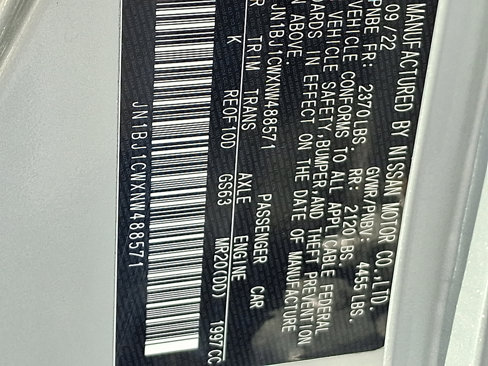 MANUFACTURED BY NISSAN MOTOR CO.,LTD.
09/22 GVWR/PNBV: 4455 LBS.
PNBE FR: 2370 LBS. RR: 2120 LBS.
VEHICLE CONFORMS TO ALL APPLICABLE FEDERAL
VEHICLE SAFETY,BUMPER,AND THEFT PREVENTION
DARDS IN EFFECT ON THE DATE OF MANUFACTURE
N ABOVE.
JN1BJ1CWXNW488571 PASSENGER CAR
R TRIM TRANS AXLE ENGINE
K RE0F10D GS63 MR20(DD) 1997CC
JN1BJ1CWXNW488571